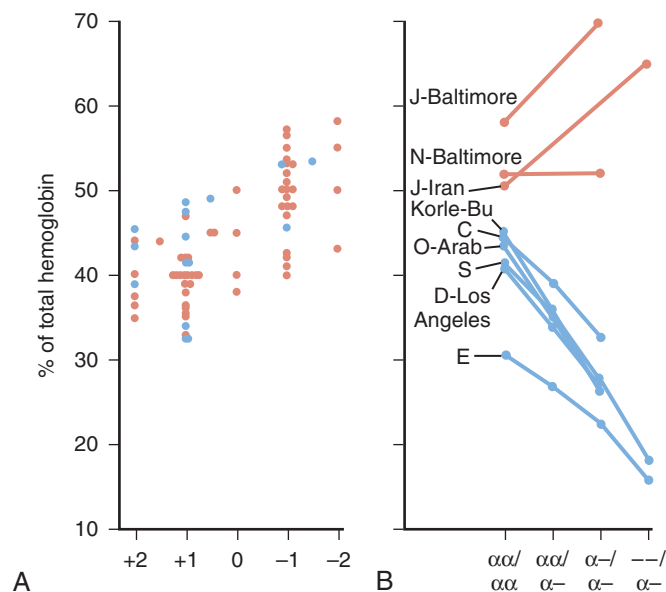 % of total hemoglobin
70
60
50
40
30
20
10
+2 +1 0 −1 −2
A
J-Baltimore
N-Baltimore
J-Iran
Korle-Bu
C
O-Arab
S
D-Los
Angeles
E
B
αα/ αα/ α−/ −−/
αα α− α− α−